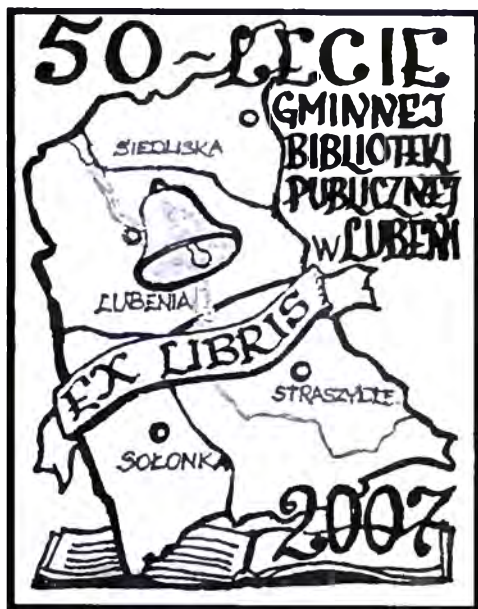 50~LECIE
GMINNEJ
BIBLIOTEKI
PUBLICZNEJ
W LUBENI
SIEDLISKA
LUBENIA
EX LIBRIS
STRASZYDLE
SOŁONKA
2007